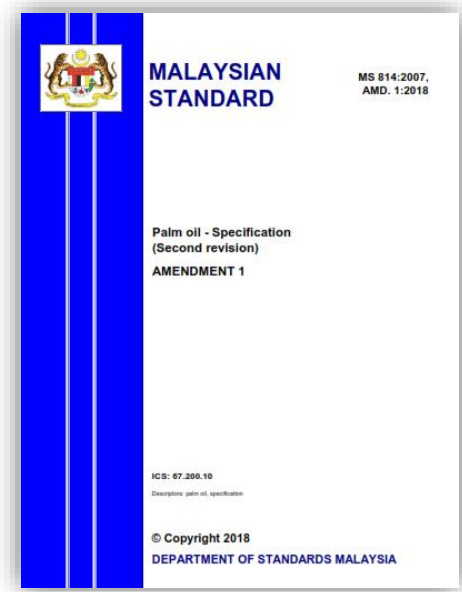 MALAYSIAN
STANDARD
MS 814:2007,
AMD. 1:2018
Palm oil - Specification
(Second revision)
AMENDMENT 1
ICS: 67.200.10
Descriptors: palm oil, specification
© Copyright 2018
DEPARTMENT OF STANDARDS MALAYSIA